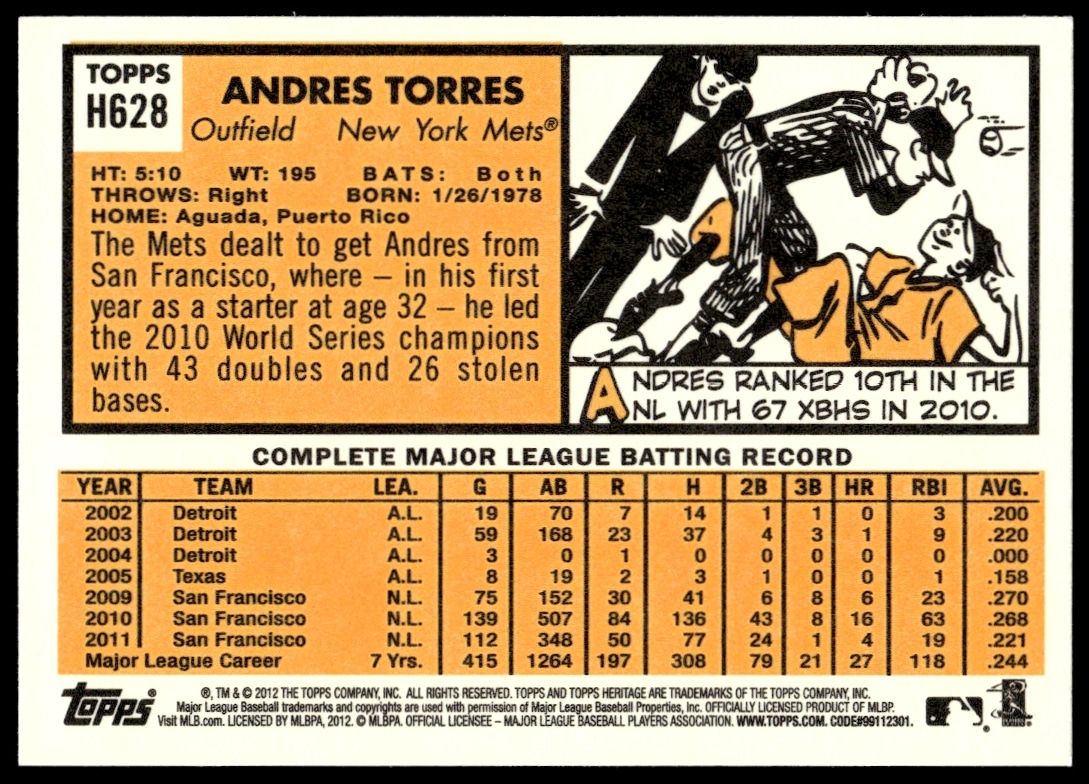 TOPPS
H628
ANDRES TORRES
Outfield New York Mets®
HT: 5:10 WT: 195 BATS: Both
THROWS: Right BORN: 1/26/1978
HOME: Aguada, Puerto Rico
The Mets dealt to get Andres from
San Francisco, where – in his first
year as a starter at age 32 – he led
the 2010 World Series champions
with 43 doubles and 26 stolen
bases.
ANDRES RANKED 10TH IN THE
NL WITH 67 XBHS IN 2010.
COMPLETE MAJOR LEAGUE BATTING RECORD
YEAR TEAM LEA. G AB R H 2B 3B HR RBI AVG.
2002 Detroit A.L. 19 70 7 14 1 1 0 3 .200
2003 Detroit A.L. 59 168 23 37 4 3 1 9 .220
2004 Detroit A.L. 3 0 1 0 0 0 0 0 .000
2005 Texas A.L. 8 19 2 3 1 0 0 1 .158
2009 San Francisco N.L. 75 152 30 41 6 8 6 23 .270
2010 San Francisco N.L. 139 507 84 136 43 8 16 63 .268
2011 San Francisco N.L. 112 348 50 77 24 1 4 19 .221
Major League Career 7 Yrs. 415 1264 197 308 79 21 27 118 .244
topps®
®, TM & © 2012 THE TOPPS COMPANY, INC. ALL RIGHTS RESERVED. TOPPS AND TOPPS HERITAGE ARE TRADEMARKS OF THE TOPPS COMPANY, INC.
Major League Baseball trademarks and copyrights are used with permission of Major League Baseball Properties, Inc. OFFICIALLY LICENSED PRODUCT OF MLBP.
Visit MLB.com. LICENSED BY MLBPA, 2012. © MLBPA. OFFICIAL LICENSEE – MAJOR LEAGUE BASEBALL PLAYERS ASSOCIATION. WWW.TOPPS.COM. CODE#99112301.